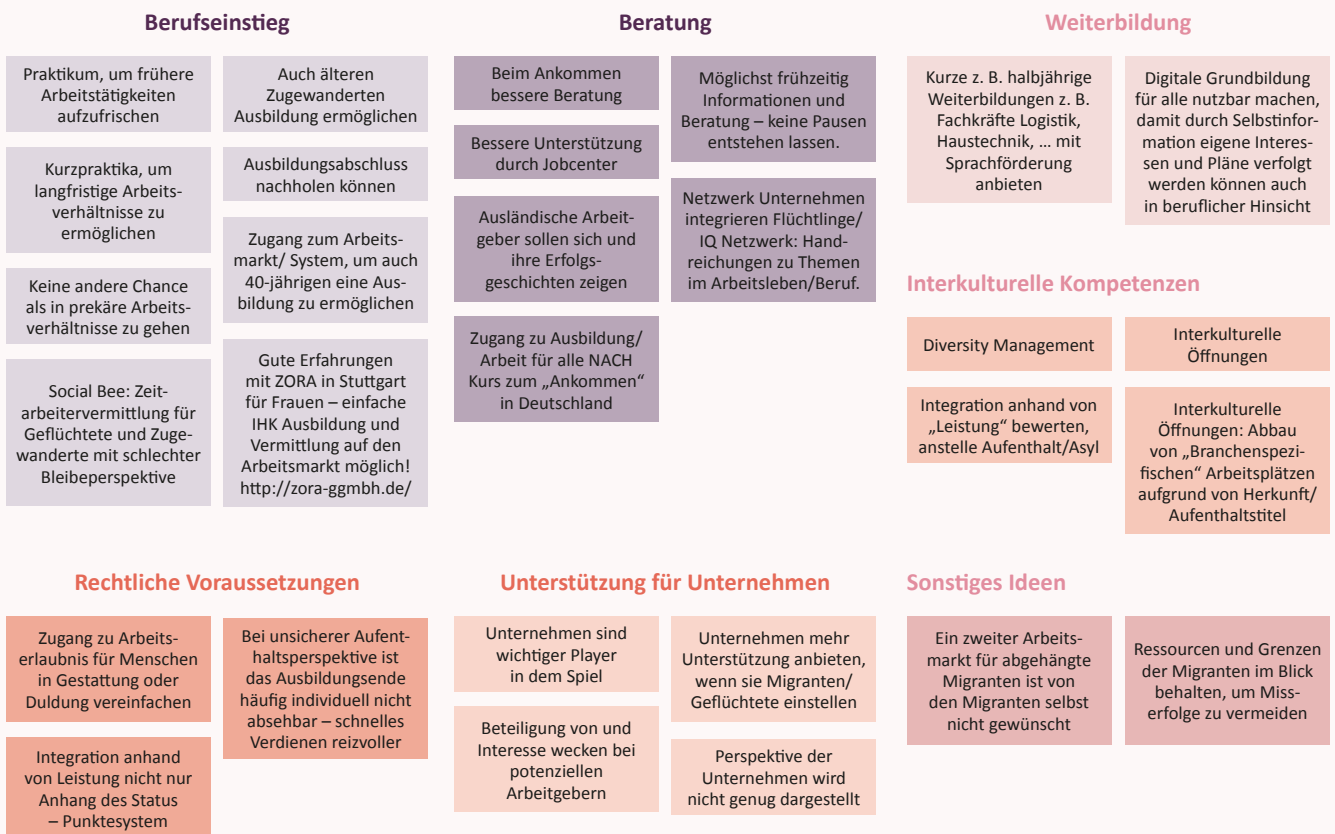 Berufseinstieg
Praktikum, um frühere
Arbeitstätigkeiten
aufzufrischen
Kurzpraktika, um
langfristige Arbeits-
verhältnisse zu
ermöglichen
Keine andere Chance
als in prekäre Arbeits-
verhältnisse zu gehen
Social Bee: Zeit-
arbeitervermittlung für
Geflüchtete und Zuge-
wanderte mit schlechter
Bleibeperspektive
Auch älteren
Zugewanderten
Ausbildung ermöglichen
Ausbildungsabschluss
nachholen können
Zugang zum Arbeits-
markt/ System, um auch
40-jährigen eine Aus-
bildung zu ermöglichen
Gute Erfahrungen
mit ZORA in Stuttgart
für Frauen – einfache
IHK Ausbildung und
Vermittlung auf den
Arbeitsmarkt möglich!
http://zora-ggmbh.de/
Beratung
Beim Ankommen
bessere Beratung
Bessere Unterstützung
durch Jobcenter
Ausländische Arbeit-
geber sollen sich und
ihre Erfolgs-
geschichten zeigen
Zugang zu Ausbildung/
Arbeit für alle NACH
Kurs zum „Ankommen“
in Deutschland
Möglichst frühzeitig
Informationen und
Beratung – keine Pausen
entstehen lassen.
Netzwerk Unternehmen
integrieren Flüchtlinge/
IQ Netzwerk: Hand-
reichungen zu Themen
im Arbeitsleben/Beruf.
Weiterbildung
Kurze z. B. halbjährige
Weiterbildungen z. B.
Fachkräfte Logistik,
Haustechnik, ... mit
Sprachförderung
anbieten
Digitale Grundbildung
für alle nutzbar machen,
damit durch Selbstinfor-
mation eigene Interes-
sen und Pläne verfolgt
werden können auch
in beruflicher Hinsicht
Interkulturelle Kompetenzen
Diversity Management
Integration anhand von
„Leistung“ bewerten,
anstelle Aufenthalt/Asyl
Interkulturelle
Öffnungen
Interkulturelle
Öffnungen: Abbau
von „Branchenspezi-
fischen“ Arbeitsplätzen
aufgrund von Herkunft/
Aufenthaltstitel
Rechtliche Voraussetzungen
Zugang zu Arbeits-
erlaubnis für Menschen
in Gestattung oder
Duldung vereinfachen
Integration anhand
von Leistung nicht nur
Anhang des Status
– Punktesystem
Bei unsicherer Aufent-
haltsperspektive ist
das Ausbildungsende
häufig individuell nicht
absehbar – schnelles
Verdienen reizvoller
Unterstützung für Unternehmen
Unternehmen sind
wichtiger Player
in dem Spiel
Beteiligung von und
Interesse wecken bei
potenziellen
Arbeitgebern
Unternehmen mehr
Unterstützung anbieten,
wenn sie Migranten/
Geflüchtete einstellen
Perspektive der
Unternehmen wird
nicht genug dargestellt
Sonstiges Ideen
Ein zweiter Arbeits-
markt für abgehängte
Migranten ist von
den Migranten selbst
nicht gewünscht
Ressourcen und Grenzen
der Migranten im Blick
behalten, um Miss-
erfolge zu vermeiden